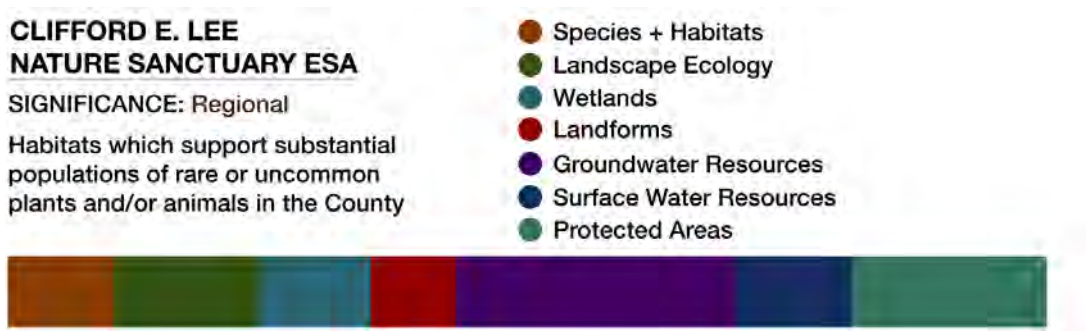 CLIFFORD E. LEE
NATURE SANCTUARY ESA
SIGNIFICANCE: Regional
Habitats which support substantial
populations of rare or uncommon
plants and/or animals in the County
Species + Habitats
Landscape Ecology
Wetlands
Landforms
Groundwater Resources
Surface Water Resources
Protected Areas